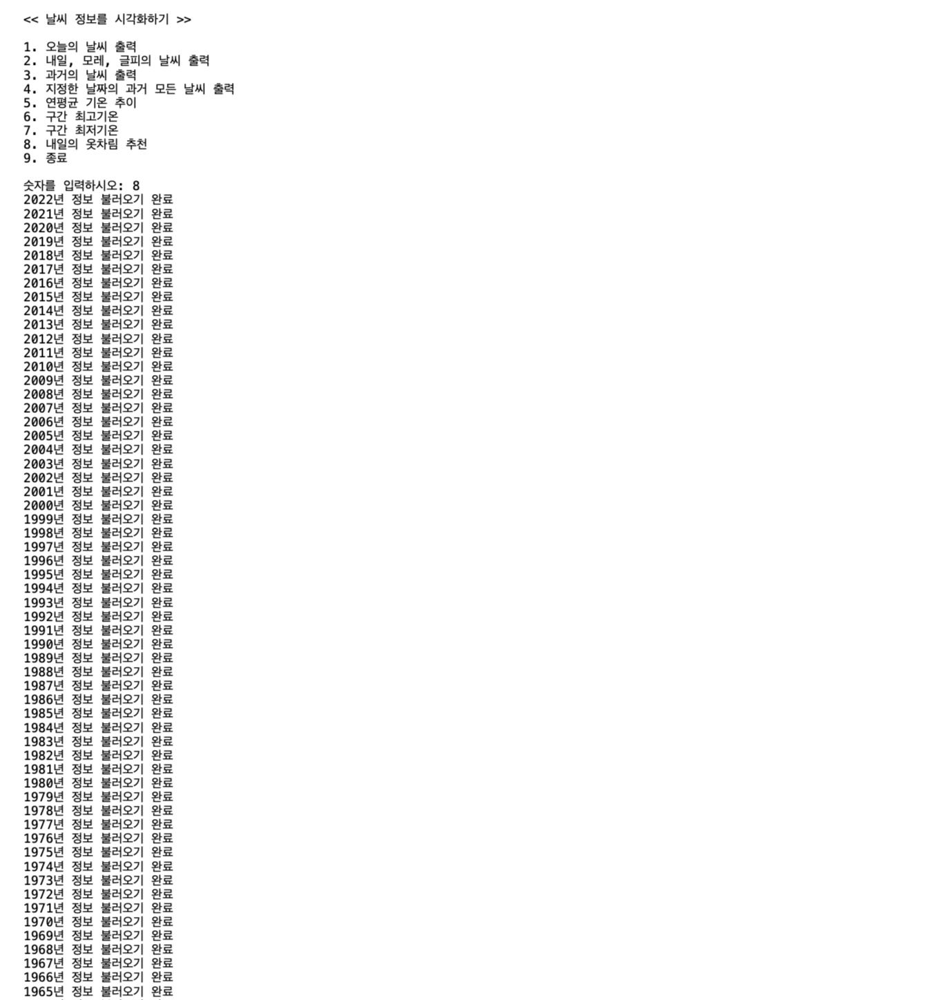 << 날씨 정보를 시각화하기 >>
1. 오늘의 날씨 출력
2. 내일, 모레, 글피의 날씨 출력
3. 과거의 날씨 출력
4. 지정한 날짜의 과거 모든 날씨 출력
5. 연평균 기온 추이
6. 구간 최고기온
7. 구간 최저기온
8. 내일의 옷차림 추천
9. 종료
숫자를 입력하시오: 8
2022년 정보 불러오기 완료
2021년 정보 불러오기 완료
2020년 정보 불러오기 완료
2019년 정보 불러오기 완료
2018년 정보 불러오기 완료
2017년 정보 불러오기 완료
2016년 정보 불러오기 완료
2015년 정보 불러오기 완료
2014년 정보 불러오기 완료
2013년 정보 불러오기 완료
2012년 정보 불러오기 완료
2011년 정보 불러오기 완료
2010년 정보 불러오기 완료
2009년 정보 불러오기 완료
2008년 정보 불러오기 완료
2007년 정보 불러오기 완료
2006년 정보 불러오기 완료
2005년 정보 불러오기 완료
2004년 정보 불러오기 완료
2003년 정보 불러오기 완료
2002년 정보 불러오기 완료
2001년 정보 불러오기 완료
2000년 정보 불러오기 완료
1999년 정보 불러오기 완료
1998년 정보 불러오기 완료
1997년 정보 불러오기 완료
1996년 정보 불러오기 완료
1995년 정보 불러오기 완료
1994년 정보 불러오기 완료
1993년 정보 불러오기 완료
1992년 정보 불러오기 완료
1991년 정보 불러오기 완료
1990년 정보 불러오기 완료
1989년 정보 불러오기 완료
1988년 정보 불러오기 완료
1987년 정보 불러오기 완료
1986년 정보 불러오기 완료
1985년 정보 불러오기 완료
1984년 정보 불러오기 완료
1983년 정보 불러오기 완료
1982년 정보 불러오기 완료
1981년 정보 불러오기 완료
1980년 정보 불러오기 완료
1979년 정보 불러오기 완료
1978년 정보 불러오기 완료
1977년 정보 불러오기 완료
1976년 정보 불러오기 완료
1975년 정보 불러오기 완료
1974년 정보 불러오기 완료
1973년 정보 불러오기 완료
1972년 정보 불러오기 완료
1971년 정보 불러오기 완료
1970년 정보 불러오기 완료
1969년 정보 불러오기 완료
1968년 정보 불러오기 완료
1967년 정보 불러오기 완료
1966년 정보 불러오기 완료
1965년 정보 불러오기 완료